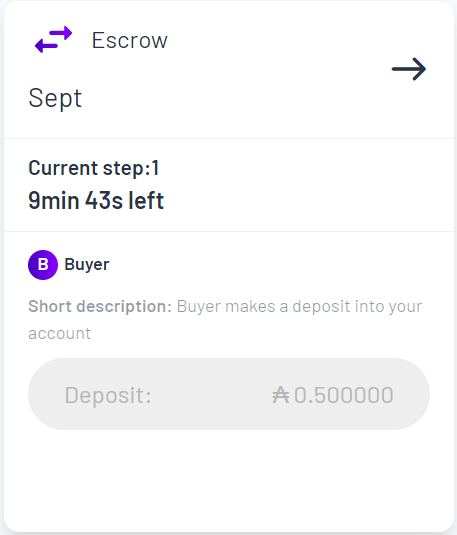 Escrow
Sept
Current step:1
9min 43s left
B Buyer
Short description: Buyer makes a deposit into your
account
Deposit: ₳ 0.500000